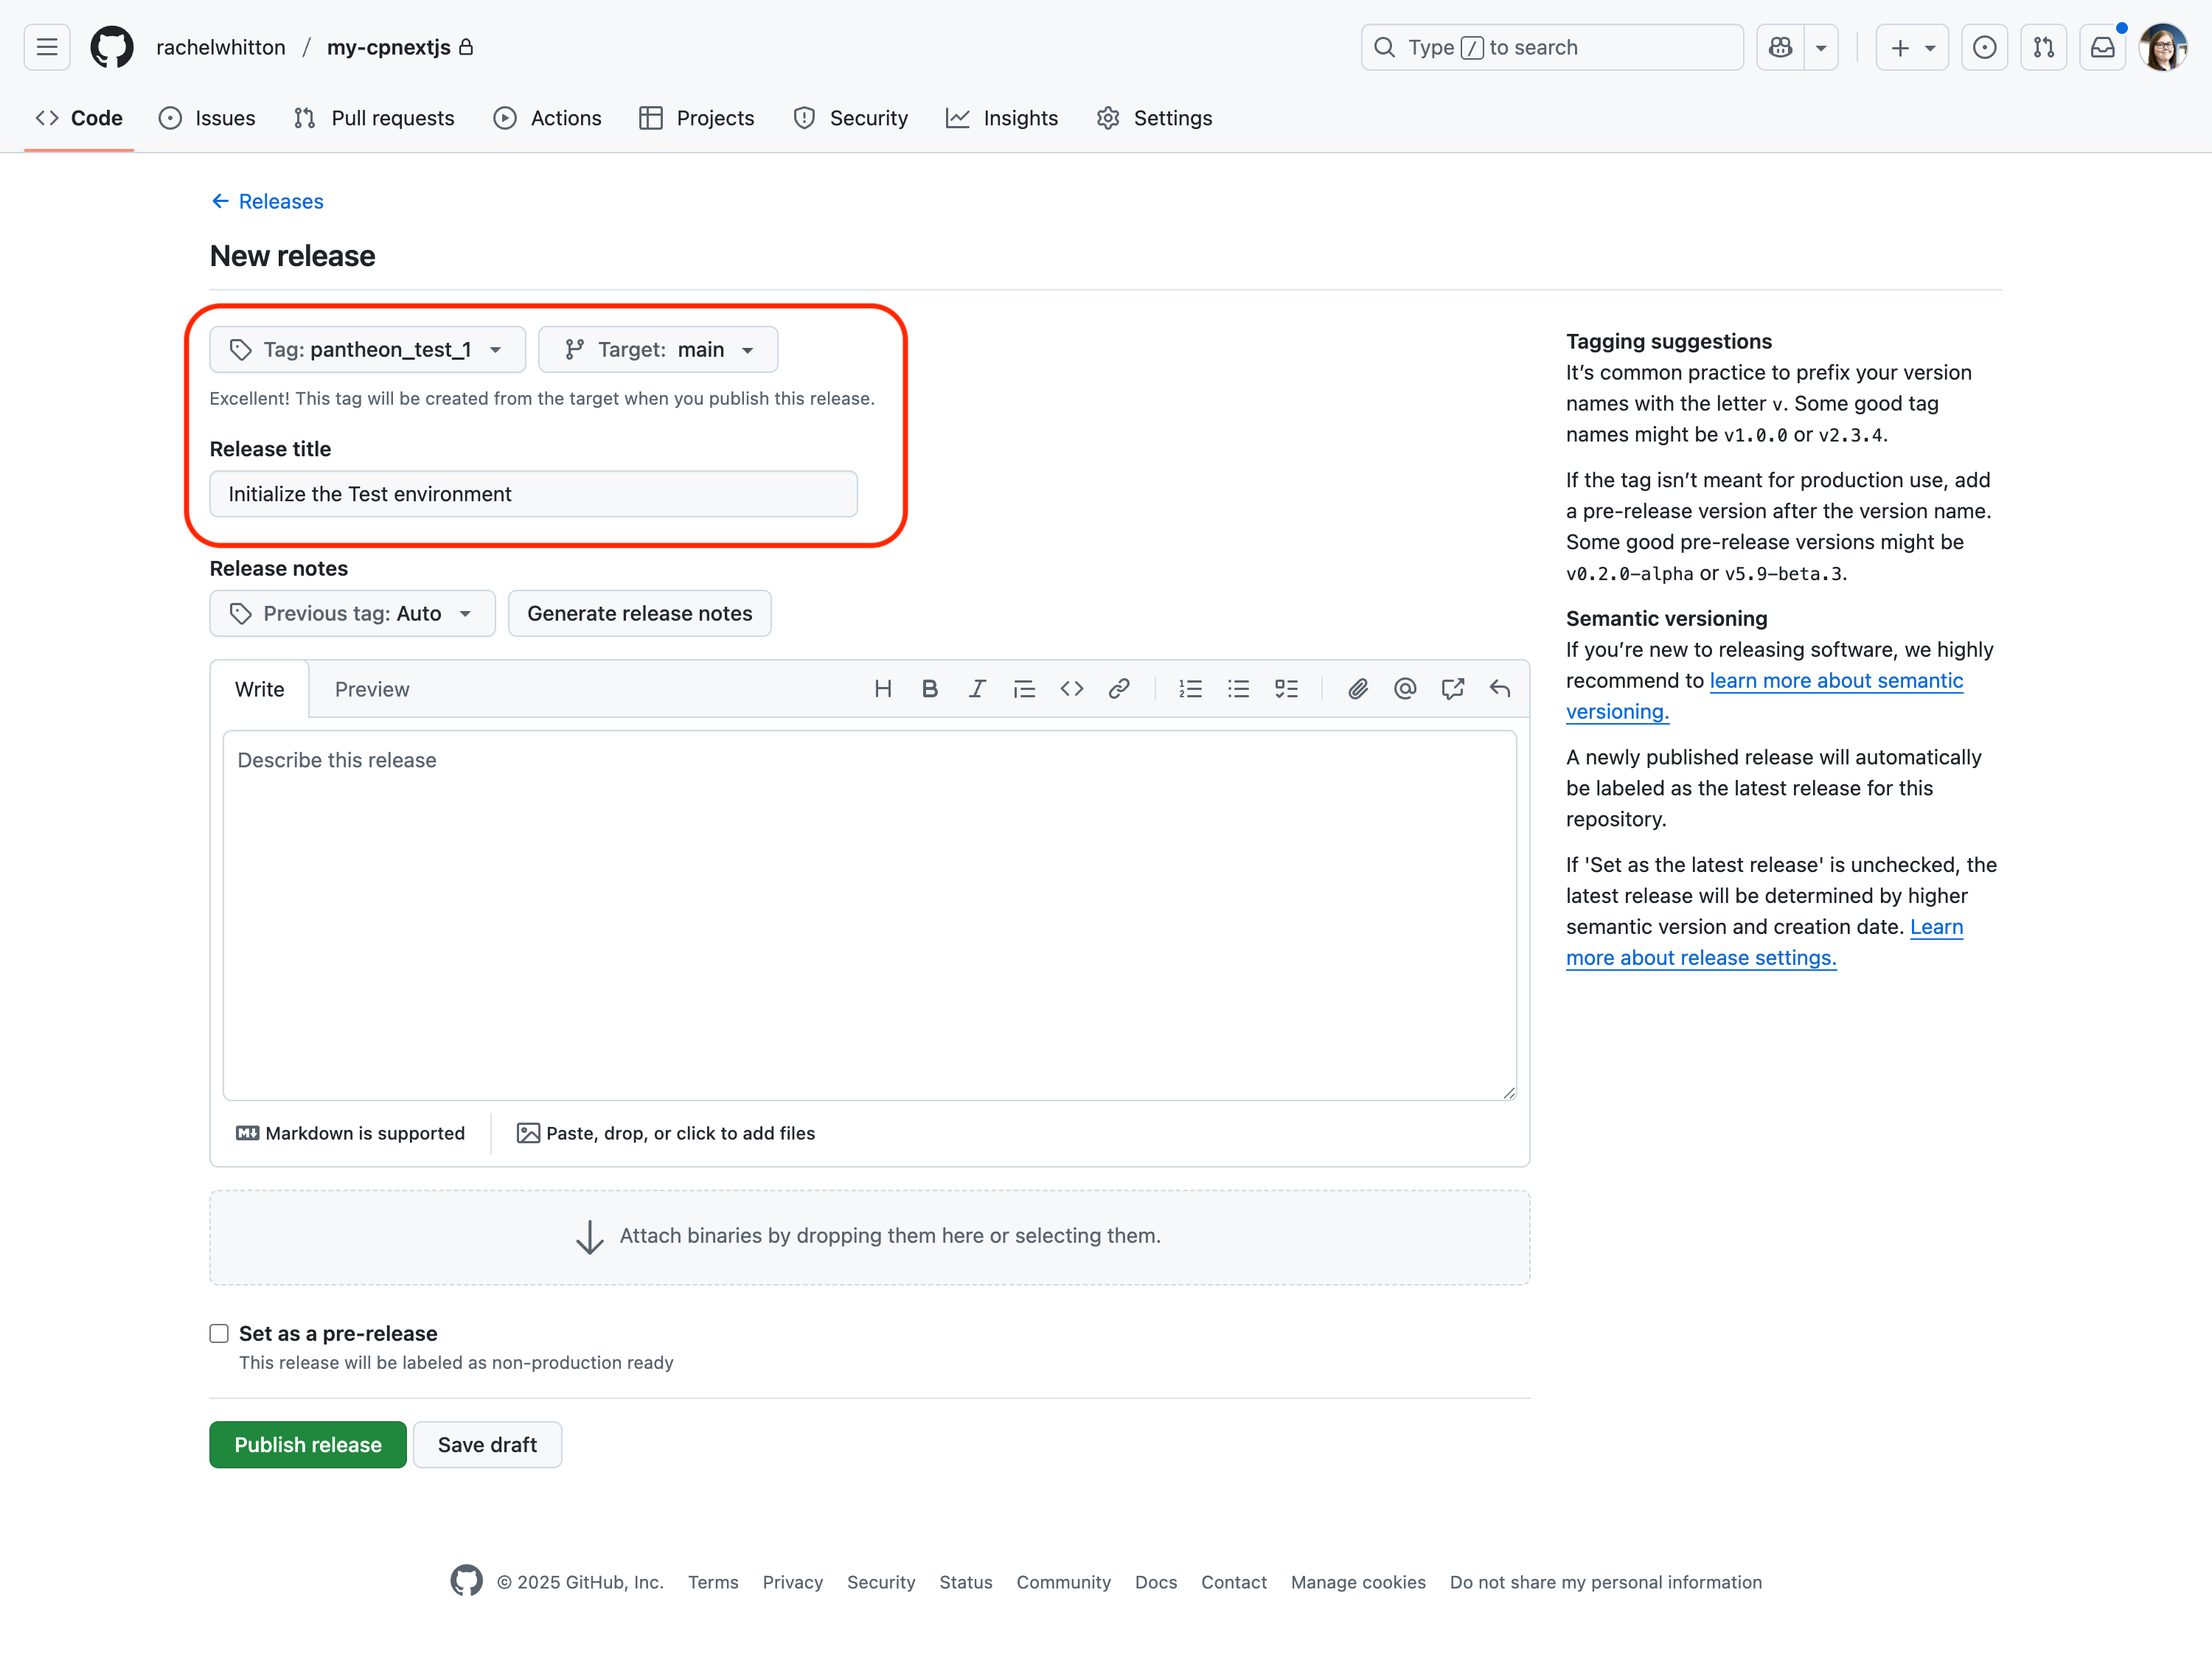 rachelwhitton / my-cpnextjs
Type / to search
Code
Issues
Pull requests
Actions
Projects
Security
Insights
Settings
Releases
New release
Tag: pantheon_test_1
Target: main
Excellent! This tag will be created from the target when you publish this release.
Release title
Initialize the Test environment
Release notes
Previous tag: Auto
Generate release notes
Write
Preview
Describe this release
Markdown is supported
Paste, drop, or click to add files
Attach binaries by dropping them here or selecting them.
Set as a pre-release
This release will be labeled as non-production ready
Publish release
Save draft
Tagging suggestions
It’s common practice to prefix your version
names with the letter v. Some good tag
names might be v1.0.0 or v2.3.4.
If the tag isn’t meant for production use, add
a pre-release version after the version name.
Some good pre-release versions might be
v0.2.0-alpha or v5.9-beta.3.
Semantic versioning
If you’re new to releasing software, we highly
recommend to learn more about semantic
versioning.
A newly published release will automatically
be labeled as the latest release for this
repository.
If 'Set as the latest release' is unchecked, the
latest release will be determined by higher
semantic version and creation date. Learn
more about release settings.
© 2025 GitHub, Inc.
Terms
Privacy
Security
Status
Community
Docs
Contact
Manage cookies
Do not share my personal information